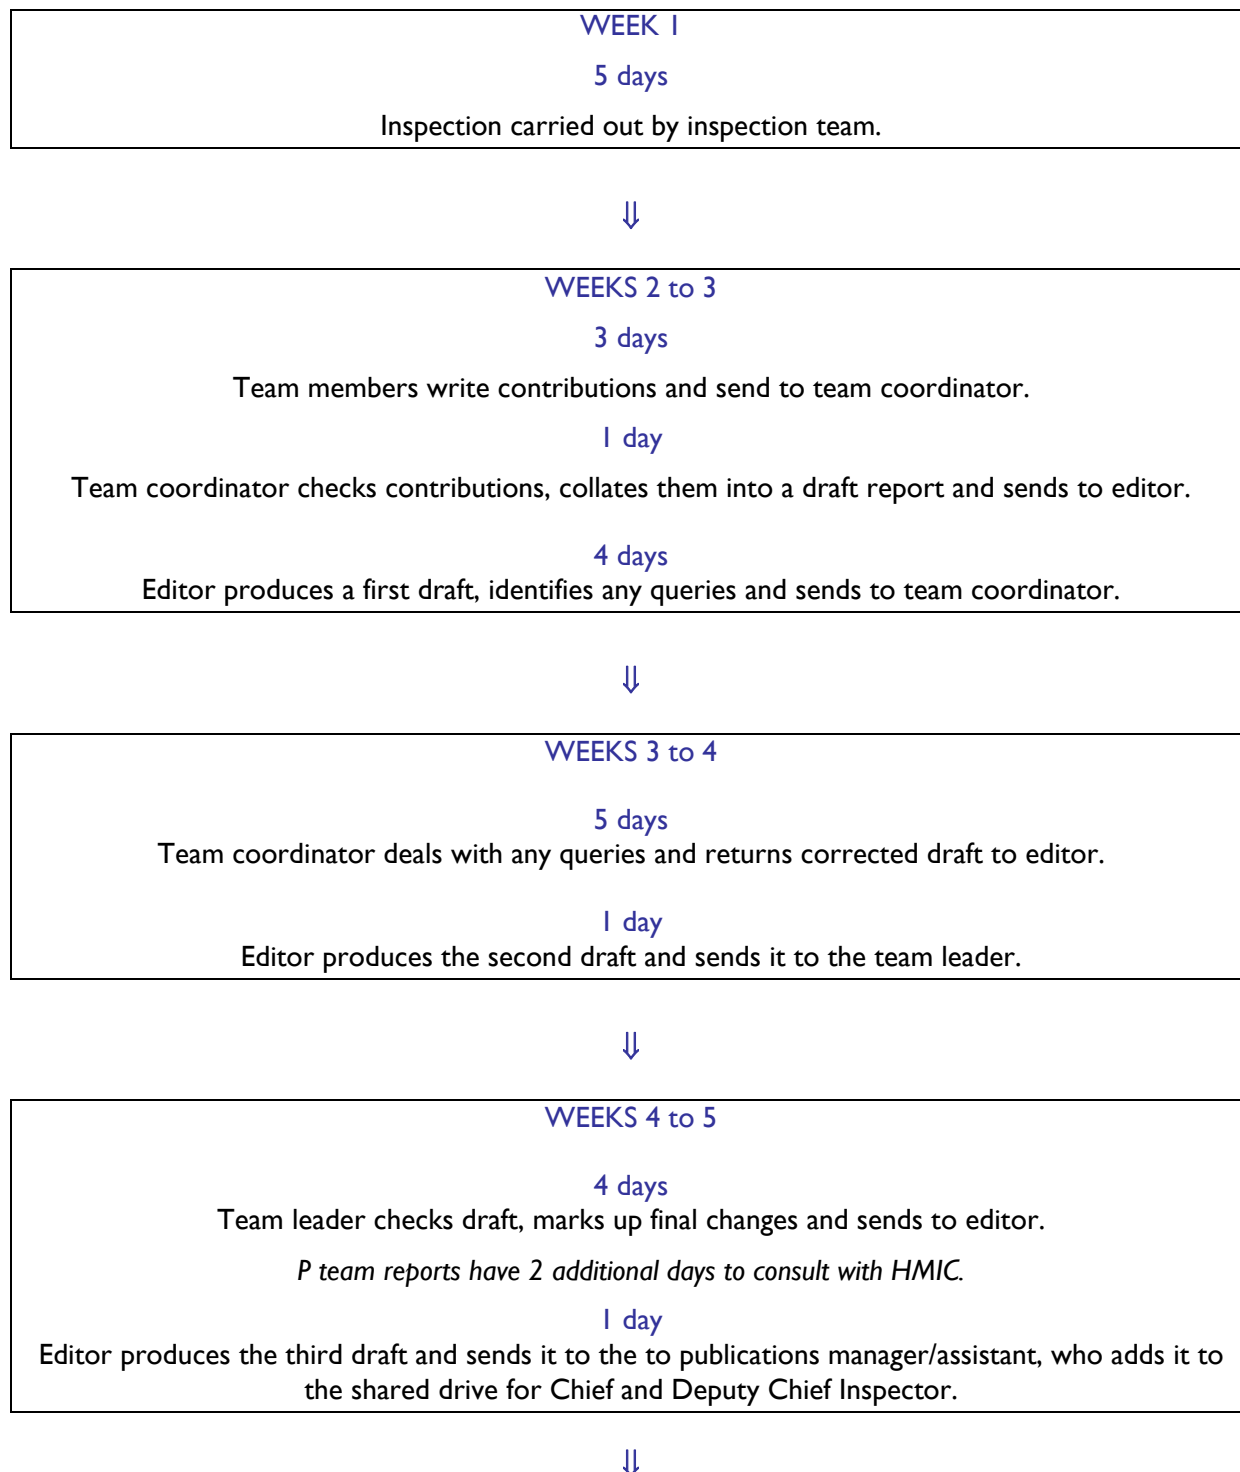 WEEK 1
5 days
Inspection carried out by inspection team.
⇓
WEEKS 2 to 3
3 days
Team members write contributions and send to team coordinator.
1 day
Team coordinator checks contributions, collates them into a draft report and sends to editor.
4 days
Editor produces a first draft, identifies any queries and sends to team coordinator.
⇓
WEEKS 3 to 4
5 days
Team coordinator deals with any queries and returns corrected draft to editor.
1 day
Editor produces the second draft and sends it to the team leader.
⇓
WEEKS 4 to 5
4 days
Team leader checks draft, marks up final changes and sends to editor.
P team reports have 2 additional days to consult with HMIC.
1 day
Editor produces the third draft and sends it to the to publications manager/assistant, who adds it to
the shared drive for Chief and Deputy Chief Inspector.
⇓